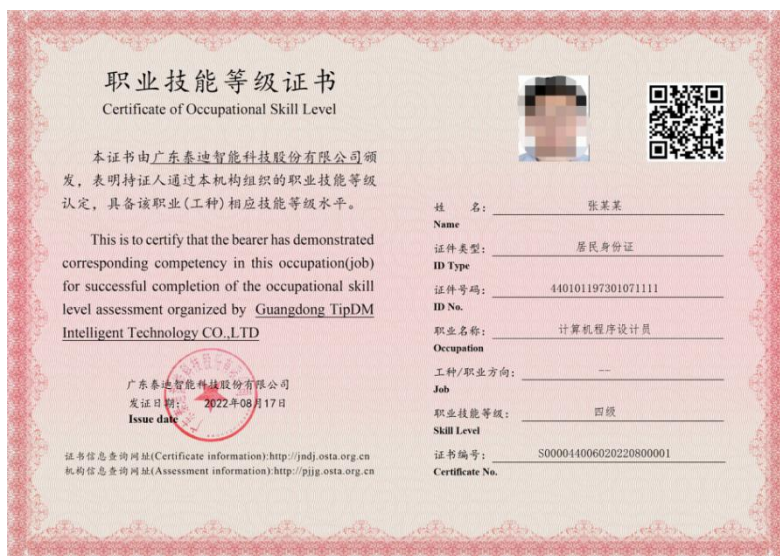 职业技能等级证书
Certificate of Occupational Skill Level
本证书由广东泰迪智能科技股份有限公司颁
发，表明持证人通过本机构组织的职业技能等级
认定，具备该职业(工种)相应技能等级水平。
This is to certify that the bearer has demonstrated
corresponding competency in this occupation(job)
for successful completion of the occupational skill
level assessment organized by Guangdong TipDM
Intelligent Technology CO.,LTD
广东泰迪智能科技股份有限公司
发证日期： 2022年08月17日
Issue date
证书信息查询网址(Certificate information):http://jndj.osta.org.cn
机构信息查询网址(Assessment information):http://pjjg.osta.org.cn
姓 名： 张某某
Name
证件类型： 居民身份证
ID Type
证件号码： 440101197301071111
ID No.
职业名称： 计算机程序设计员
Occupation
工种/职业方向： --
Job
职业技能等级： 四级
Skill Level
证书编号： S000044006020220800001
Certificate No.